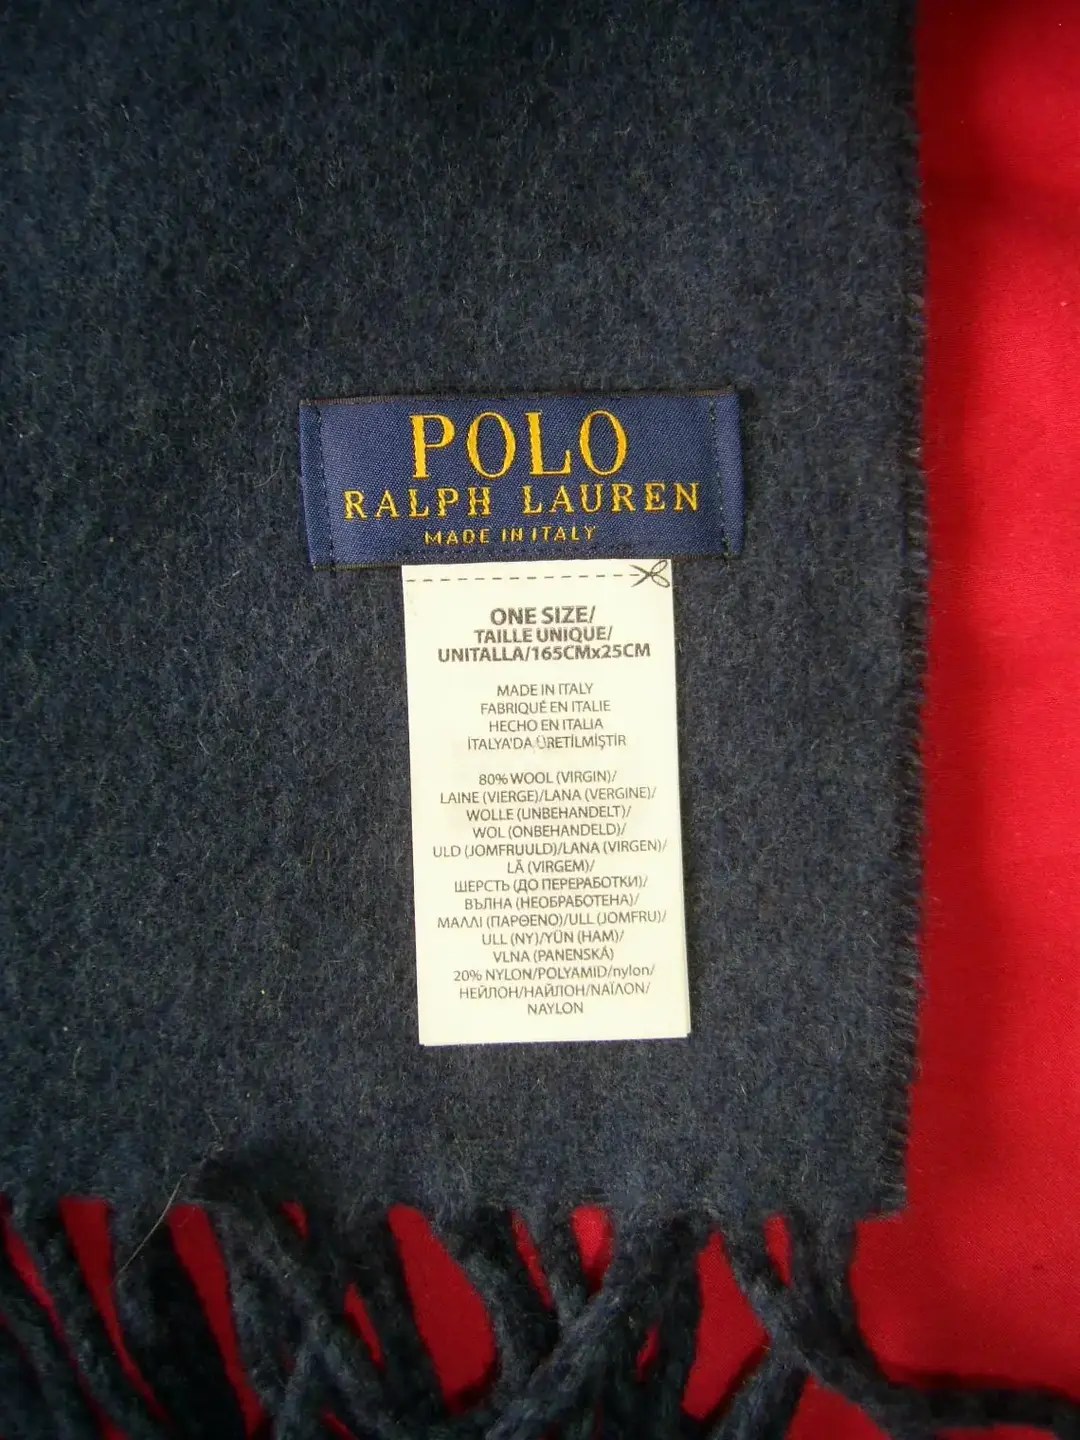 POLO
RALPH LAUREN
MADE IN ITALY
ONE SIZE/
TAILLE UNIQUE/
UNITALLA/165CMx25CM
MADE IN ITALY
FABRIQUÉ EN ITALIE
HECHO EN ITALIA
İTALYA'DA ÜRETİLMİŞTİR
80% WOOL (VIRGIN)/
LAINE (VIERGE)/LANA (VERGINE)/
WOLLE (UNBEHANDELT)/
WOL (ONBEHANDELD)/
ULD (JOMFRUULD)/LANA (VIRGEN)/
LÃ (VIRGEM)/
ШЕРСТЬ (ДО ПЕРЕРАБОТКИ)/
ВЪЛНА (НЕОБРАБОТЕНА)/
ΜΑΛΛΙ (ΠΑΡΘΕΝΟ)/ULL (JOMFRU)/
ULL (NY)/YÜN (HAM)/
VLNA (PANENSKÁ)
20% NYLON/POLYAMID/nylon/
НЕЙЛОН/НАЙЛОН/ΝΑΪΛΟΝ/
NAYLON